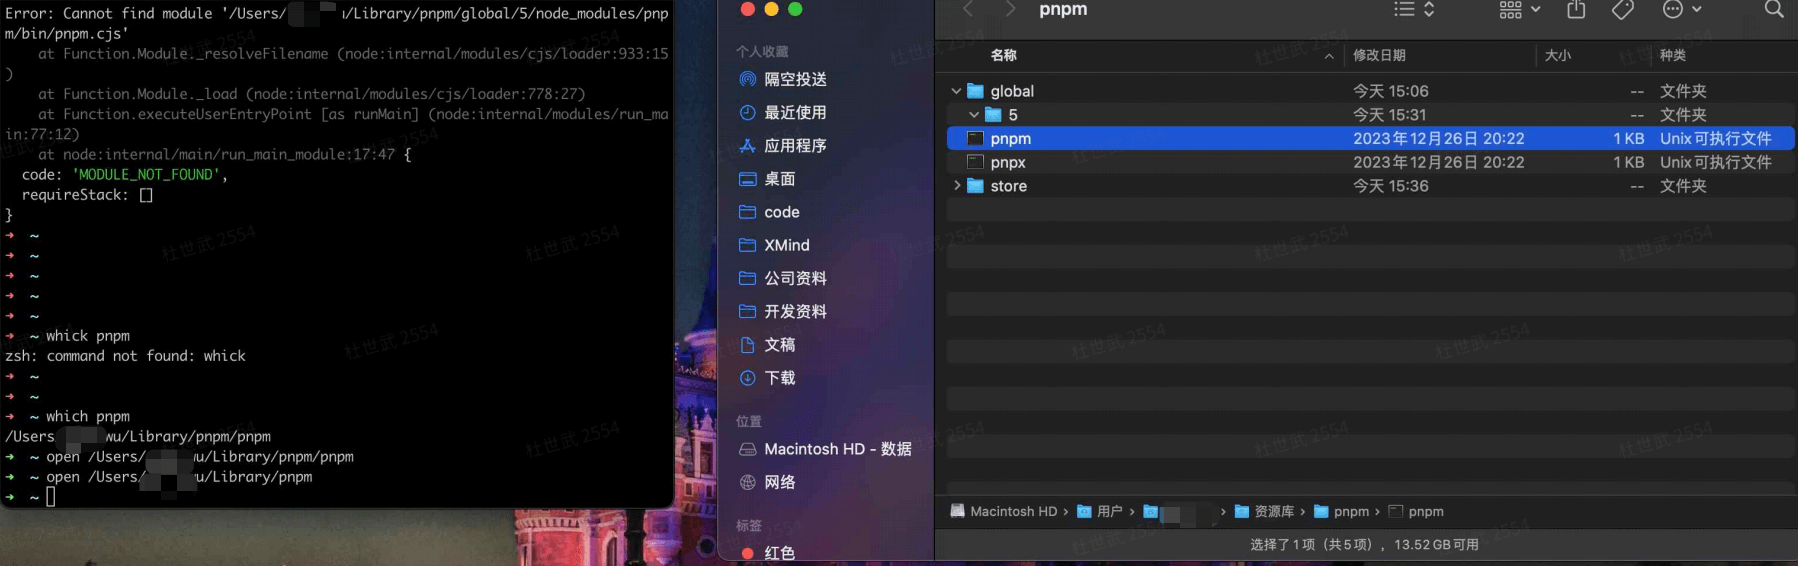 Error: Cannot find module '/Users/ u/Library/pnpm/global/5/node_modules/pnp
m/bin/pnpm.cjs'
at Function.Module._resolveFilename (node:internal/modules/cjs/loader:933:15
)
at Function.Module._load (node:internal/modules/cjs/loader:778:27)
at Function.executeUserEntryPoint [as runMain] (node:internal/modules/run_ma
in:77:12)
at node:internal/main/run_main_module:17:47 {
code: 'MODULE_NOT_FOUND',
requireStack: []
}
→ ~
→ ~
→ ~
→ ~
→ ~
→ ~ whick pnpm
zsh: command not found: whick
→ ~
→ ~
→ ~ which pnpm
/Users wu/Library/pnpm/pnpm
→ ~ open /Users/ u/Library/pnpm/pnpm
→ ~ open /Users/ u/Library/pnpm
→ ~
个人收藏
隔空投送
最近使用
应用程序
桌面
code
XMind
公司资料
开发资料
文稿
下载
位置
Macintosh HD - 数据
网络
标签
红色
pnpm
名称 修改日期 大小 种类
global 今天 15:06 -- 文件夹
5 今天 15:31 -- 文件夹
pnpm 2023年12月26日 20:22 1 KB Unix可执行文件
pnpx 2023年12月26日 20:22 1 KB Unix可执行文件
store 今天 15:36 -- 文件夹
Macintosh HD › 用户 › › 资源库 › pnpm › pnpm
选择了1项（共5项），13.52 GB可用
杜世武 2554